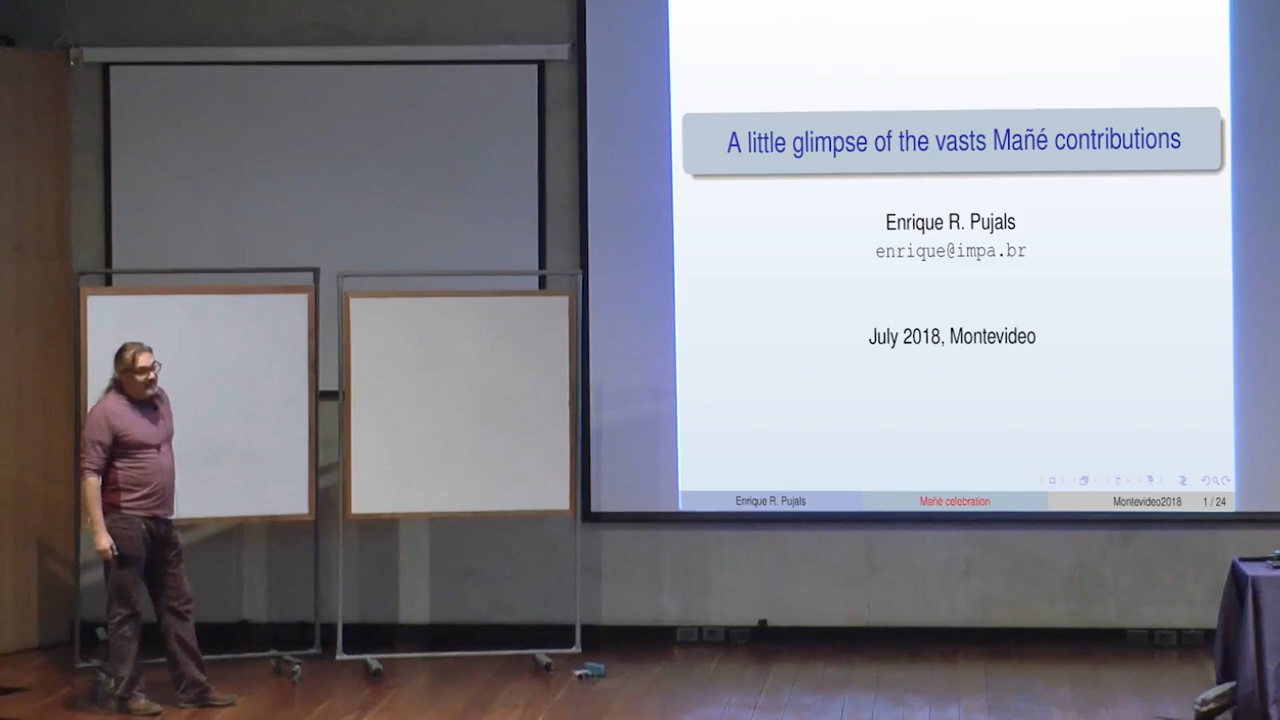 A little glimpse of the vasts Mañé contributions
Enrique R. Pujals
enrique@impa.br
July 2018, Montevideo
Enrique R. Pujals
Mañé celebration
Montevideo2018
1 / 24